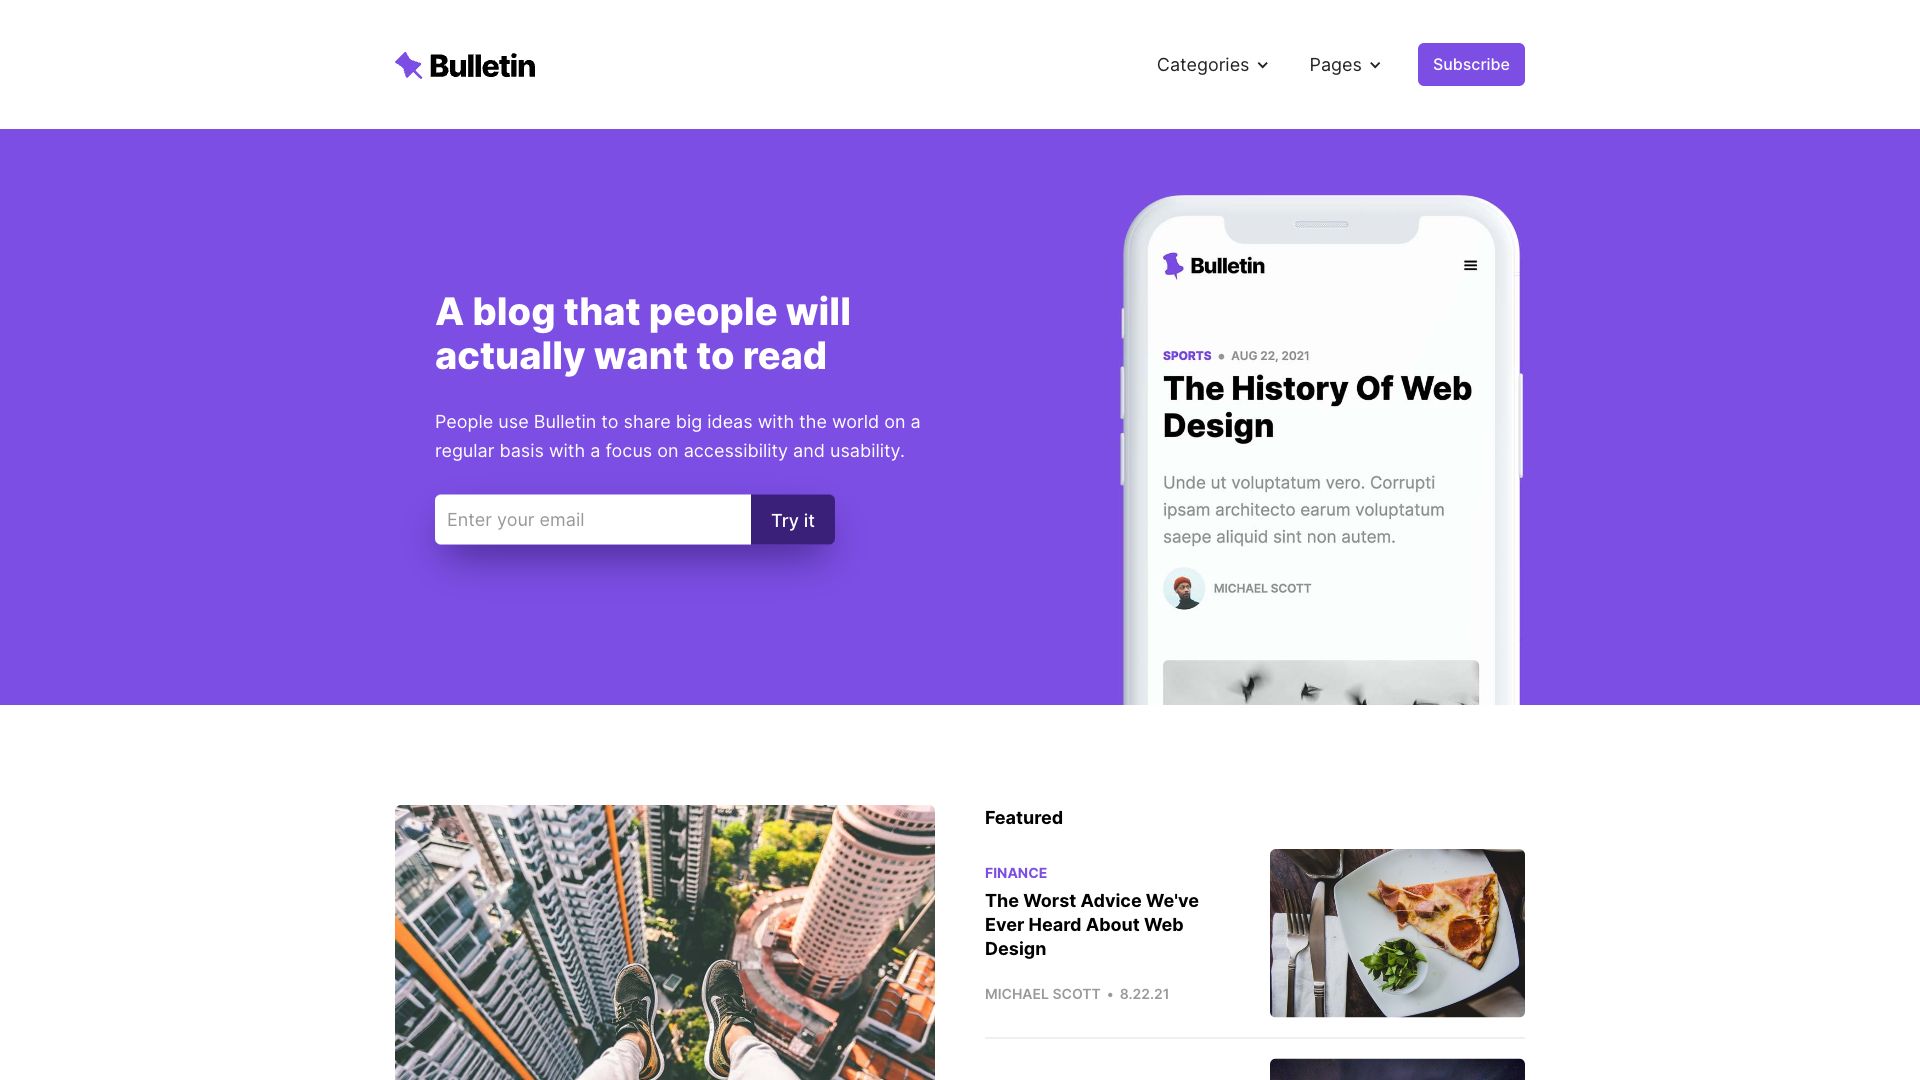 Bulletin
Categories
Pages
Subscribe
A blog that people will
actually want to read
People use Bulletin to share big ideas with the world on a
regular basis with a focus on accessibility and usability.
Enter your email
Try it
Bulletin
SPORTS • AUG 22, 2021
The History Of Web
Design
Unde ut voluptatum vero. Corrupti
ipsam architecto earum voluptatum
saepe aliquid sint non autem.
MICHAEL SCOTT
Featured
FINANCE
The Worst Advice We've
Ever Heard About Web
Design
MICHAEL SCOTT • 8.22.21